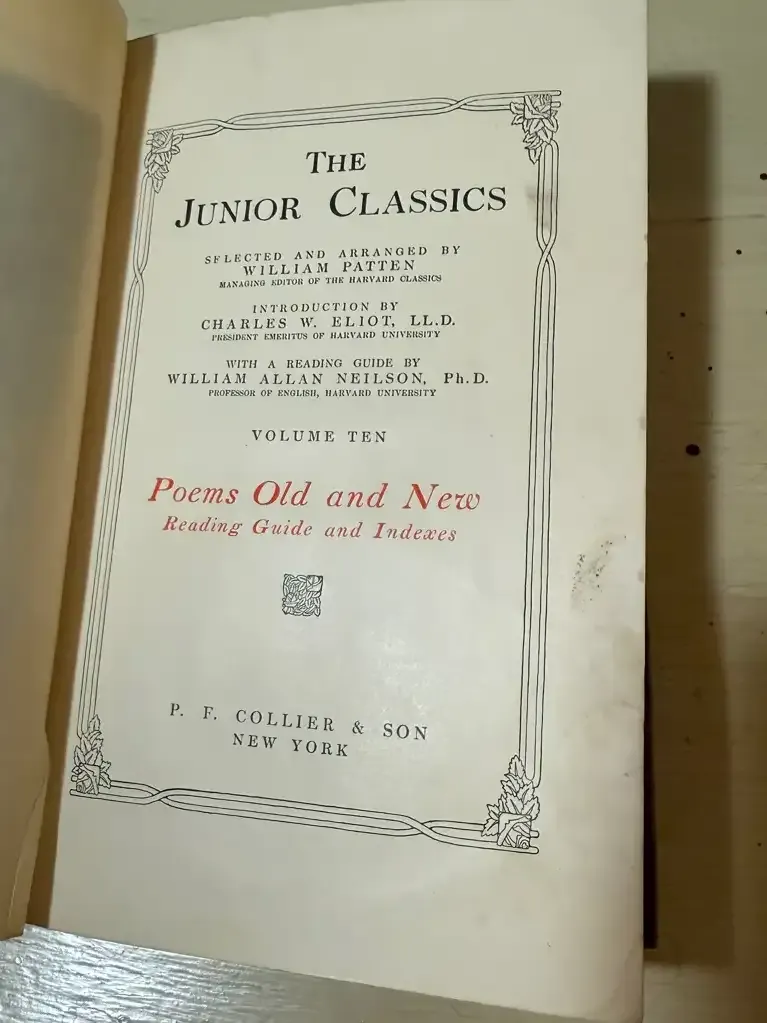 THE
JUNIOR CLASSICS
SELECTED AND ARRANGED BY
WILLIAM PATTEN
MANAGING EDITOR OF THE HARVARD CLASSICS
INTRODUCTION BY
CHARLES W. ELIOT, LL.D.
PRESIDENT EMERITUS OF HARVARD UNIVERSITY
WITH A READING GUIDE BY
WILLIAM ALLAN NEILSON, Ph.D.
PROFESSOR OF ENGLISH, HARVARD UNIVERSITY
VOLUME TEN
Poems Old and New
Reading Guide and Indexes
P. F. COLLIER & SON
NEW YORK